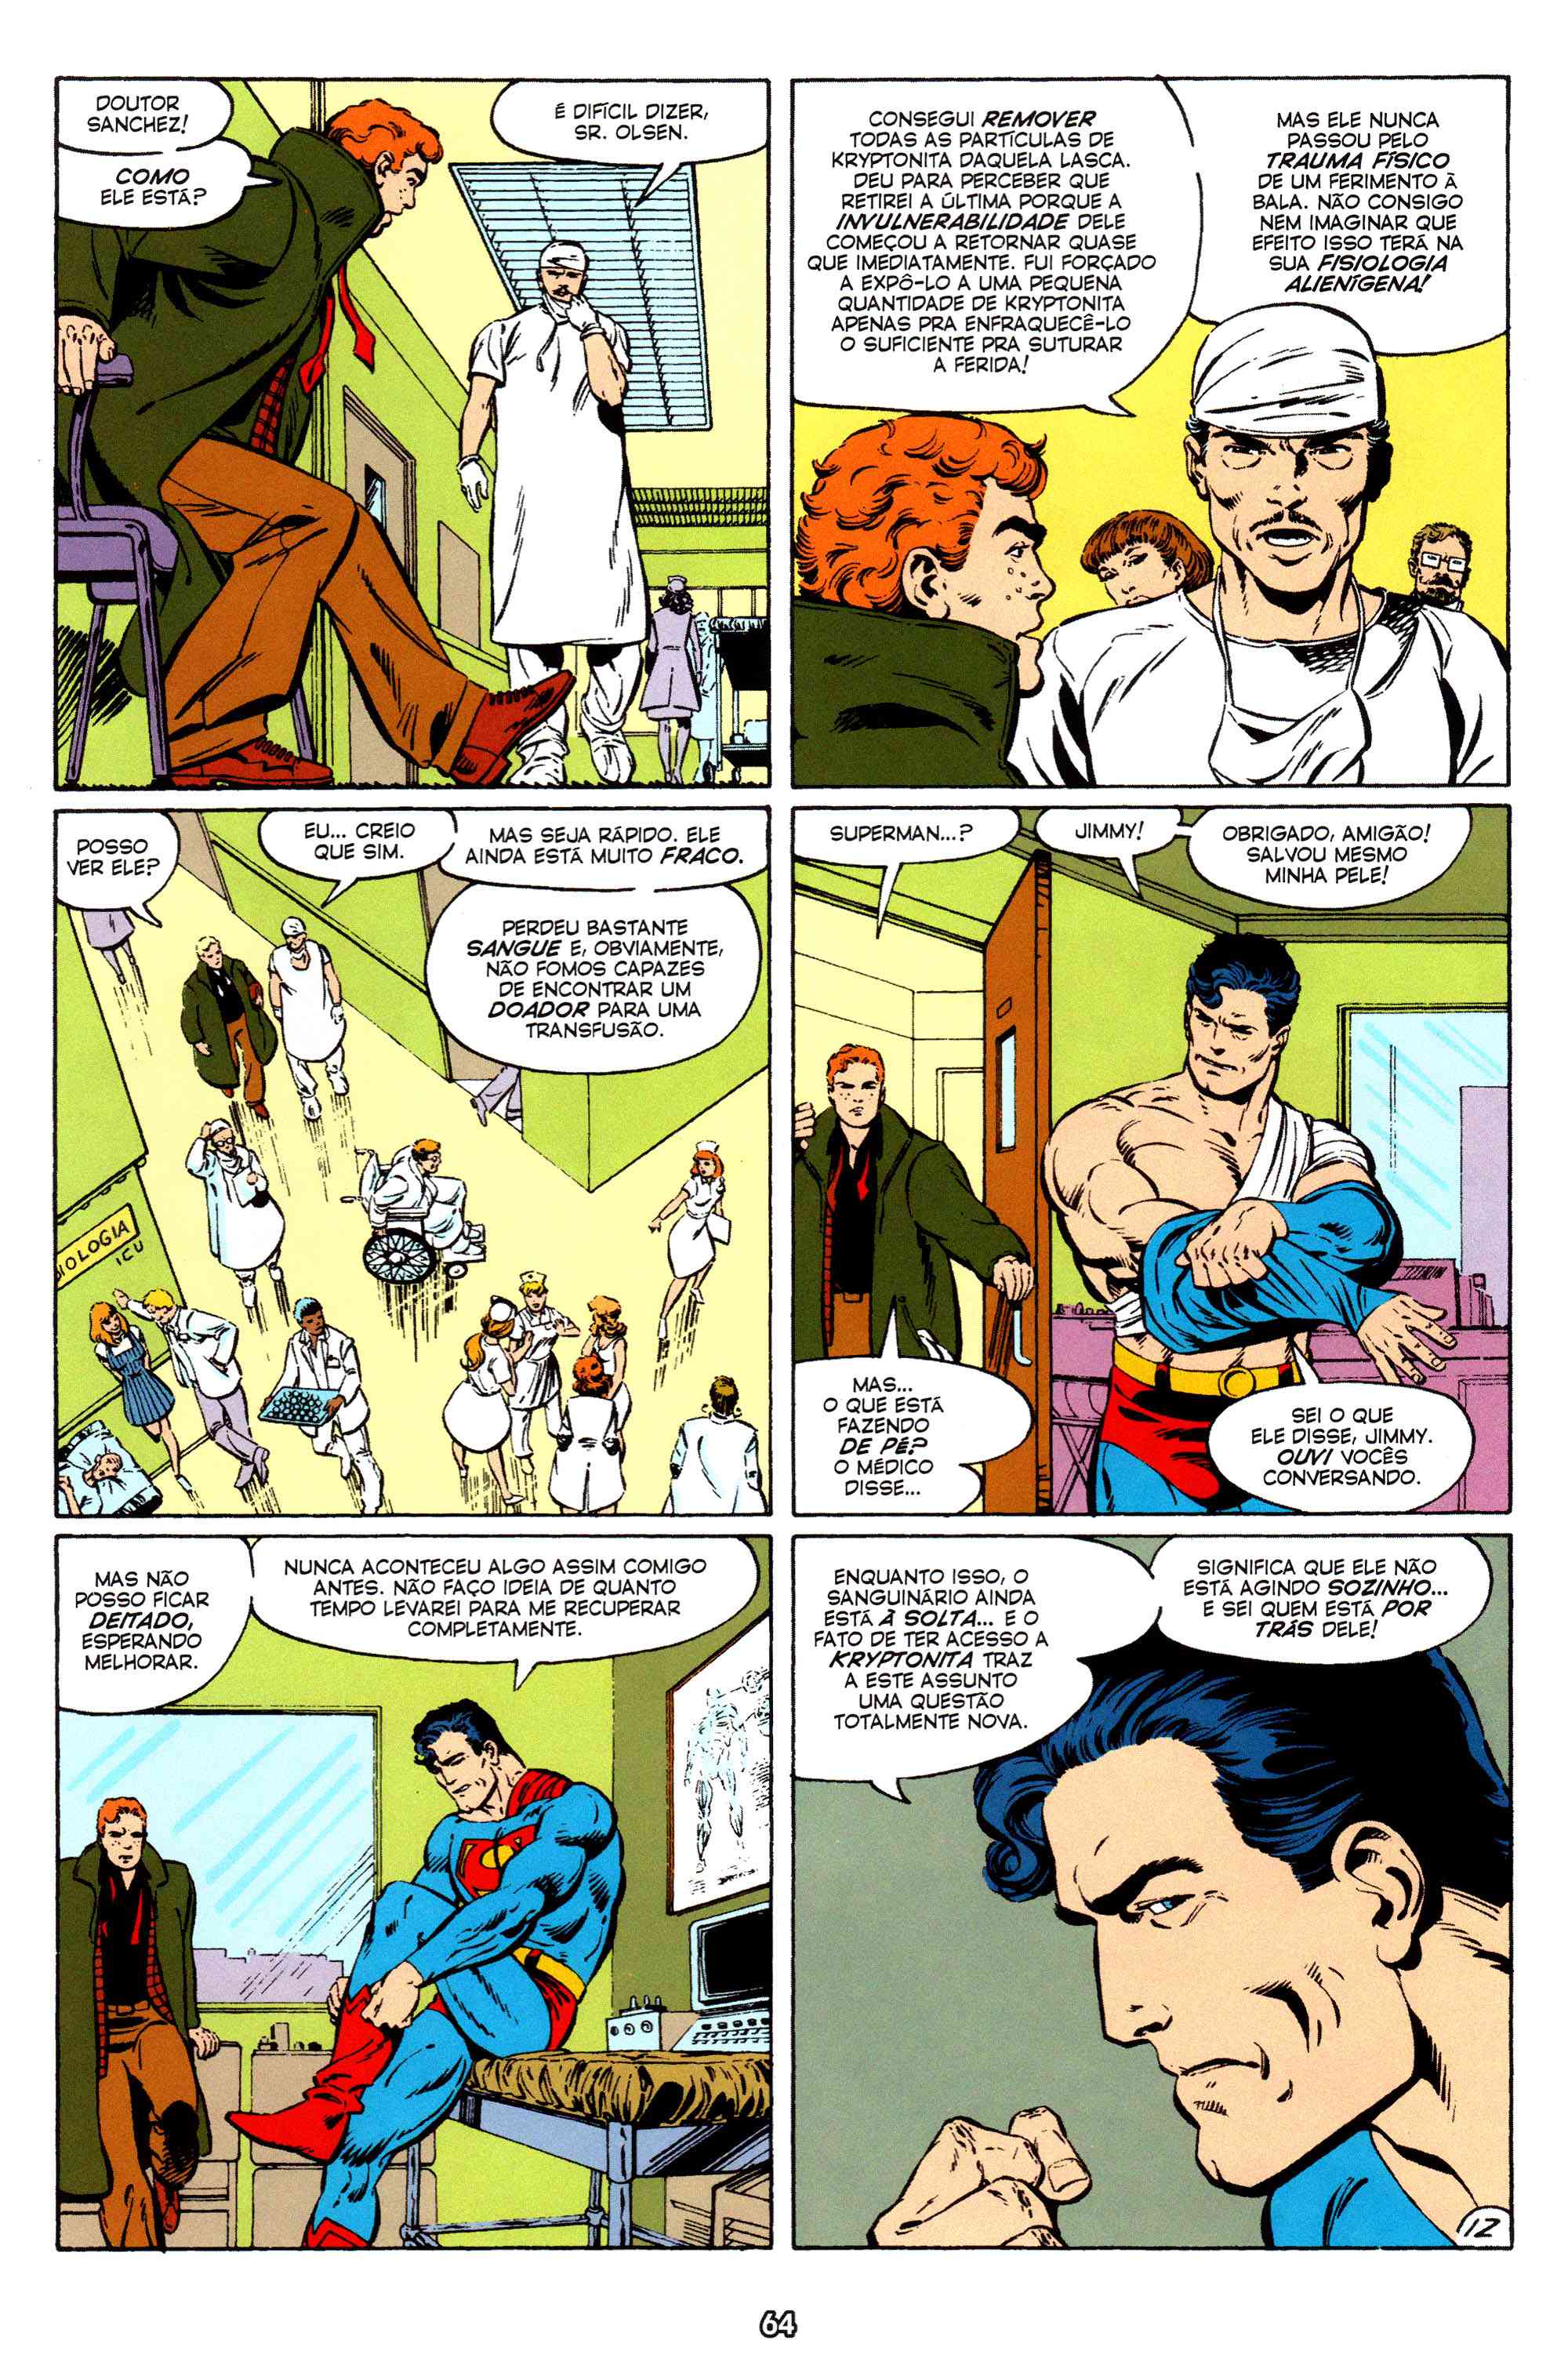 DOUTOR
SANCHEZ!
COMO
ELE ESTÁ?
É DIFÍCIL DIZER,
SR. OLSEN.
CONSEGUI REMOVER
TODAS AS PARTÍCULAS DE
KRYPTONITA DAQUELA LASCA.
DEU PARA PERCEBER QUE
RETIREI A ÚLTIMA PORQUE A
INVULNERABILIDADE DELE
COMEÇOU A RETORNAR QUASE
QUE IMEDIATAMENTE. FUI FORÇADO
A EXPÔ-LO A UMA PEQUENA
QUANTIDADE DE KRYPTONITA
APENAS PRA ENFRAQUECÊ-LO
O SUFICIENTE PRA SUTURAR
A FERIDA!
MAS ELE NUNCA
PASSOU PELO
TRAUMA FÍSICO
DE UM FERIMENTO À
BALA. NÃO CONSIGO
NEM IMAGINAR QUE
EFEITO ISSO TERÁ NA
SUA FISIOLOGIA
ALIENÍGENA!
POSSO
VER ELE?
EU... CREIO
QUE SIM.
MAS SEJA RÁPIDO. ELE
AINDA ESTÁ MUITO FRACO.
PERDEU BASTANTE
SANGUE E, OBVIAMENTE,
NÃO FOMOS CAPAZES
DE ENCONTRAR UM
DOADOR PARA UMA
TRANSFUSÃO.
IOLOGIA
ICU
SUPERMAN...?
JIMMY!
OBRIGADO, AMIGÃO!
SALVOU MESMO
MINHA PELE!
MAS...
O QUE ESTÁ
FAZENDO
DE PÉ?
O MÉDICO
DISSE...
SEI O QUE
ELE DISSE, JIMMY.
OUVI VOCÊS
CONVERSANDO.
MAS NÃO
POSSO FICAR
DEITADO,
ESPERANDO
MELHORAR.
NUNCA ACONTECEU ALGO ASSIM COMIGO
ANTES. NÃO FAÇO IDEIA DE QUANTO
TEMPO LEVAREI PARA ME RECUPERAR
COMPLETAMENTE.
ENQUANTO ISSO, O
SANGUINÁRIO AINDA
ESTÁ À SOLTA... E O
FATO DE TER ACESSO A
KRYPTONITA TRAZ
A ESTE ASSUNTO
UMA QUESTÃO
TOTALMENTE NOVA.
SIGNIFICA QUE ELE NÃO
ESTÁ AGINDO SOZINHO...
E SEI QUEM ESTÁ POR
TRÁS DELE!
12
64